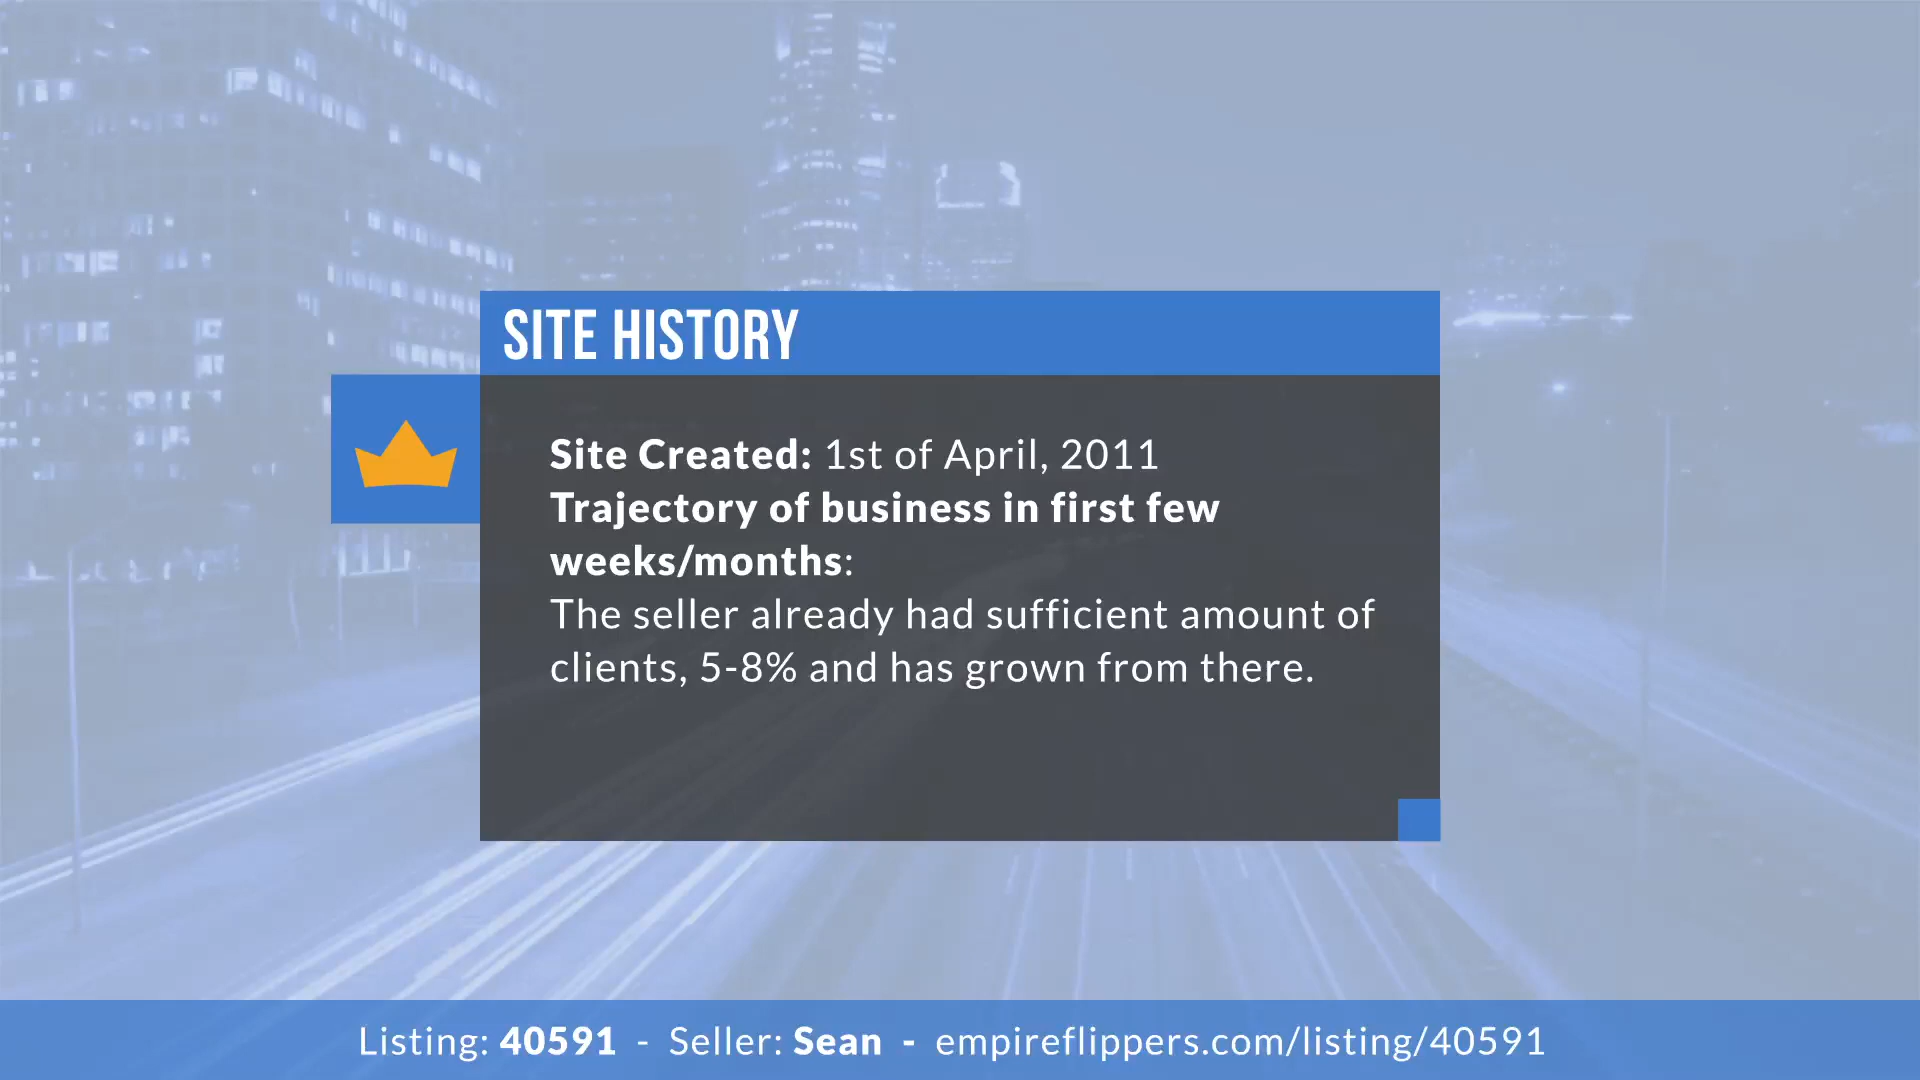 SITE HISTORY
Site Created: 1st of April, 2011
Trajectory of business in first few
weeks/months:
The seller already had sufficient amount of
clients, 5-8% and has grown from there.
Listing: 40591 - Seller: Sean - empireflippers.com/listing/40591